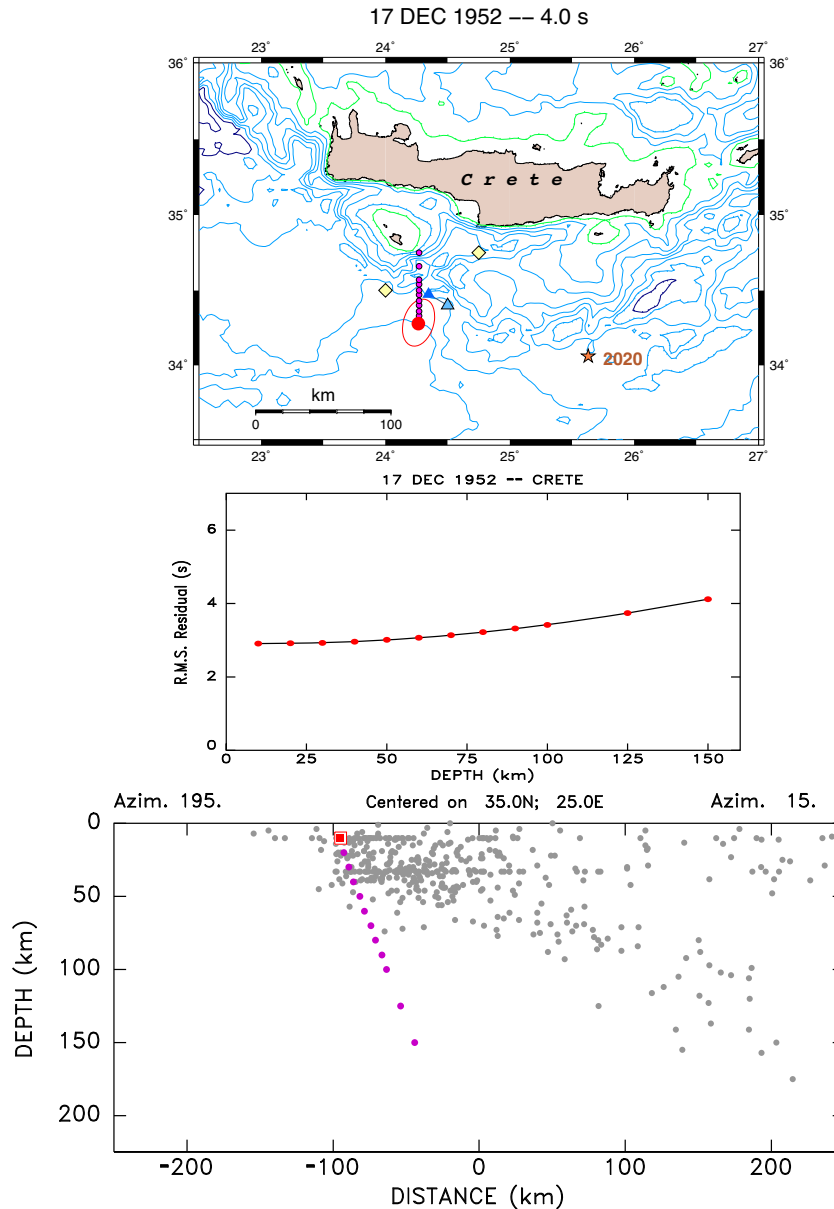 17 DEC 1952 –– 4.0 s
23° 24° 25° 26° 27°
36° 36°
Crete
35° 35°
34° 34°
2020
km
0 100
23° 24° 25° 26° 27°
17 DEC 1952 –– CRETE
6
4
2
0
R.M.S. Residual (s)
0 25 50 75 100 125 150
DEPTH (km)
Azim. 195. Centered on 35.0N; 25.0E Azim. 15.
0
50
100
150
200
DEPTH (km)
−200 −100 0 100 200
DISTANCE (km)